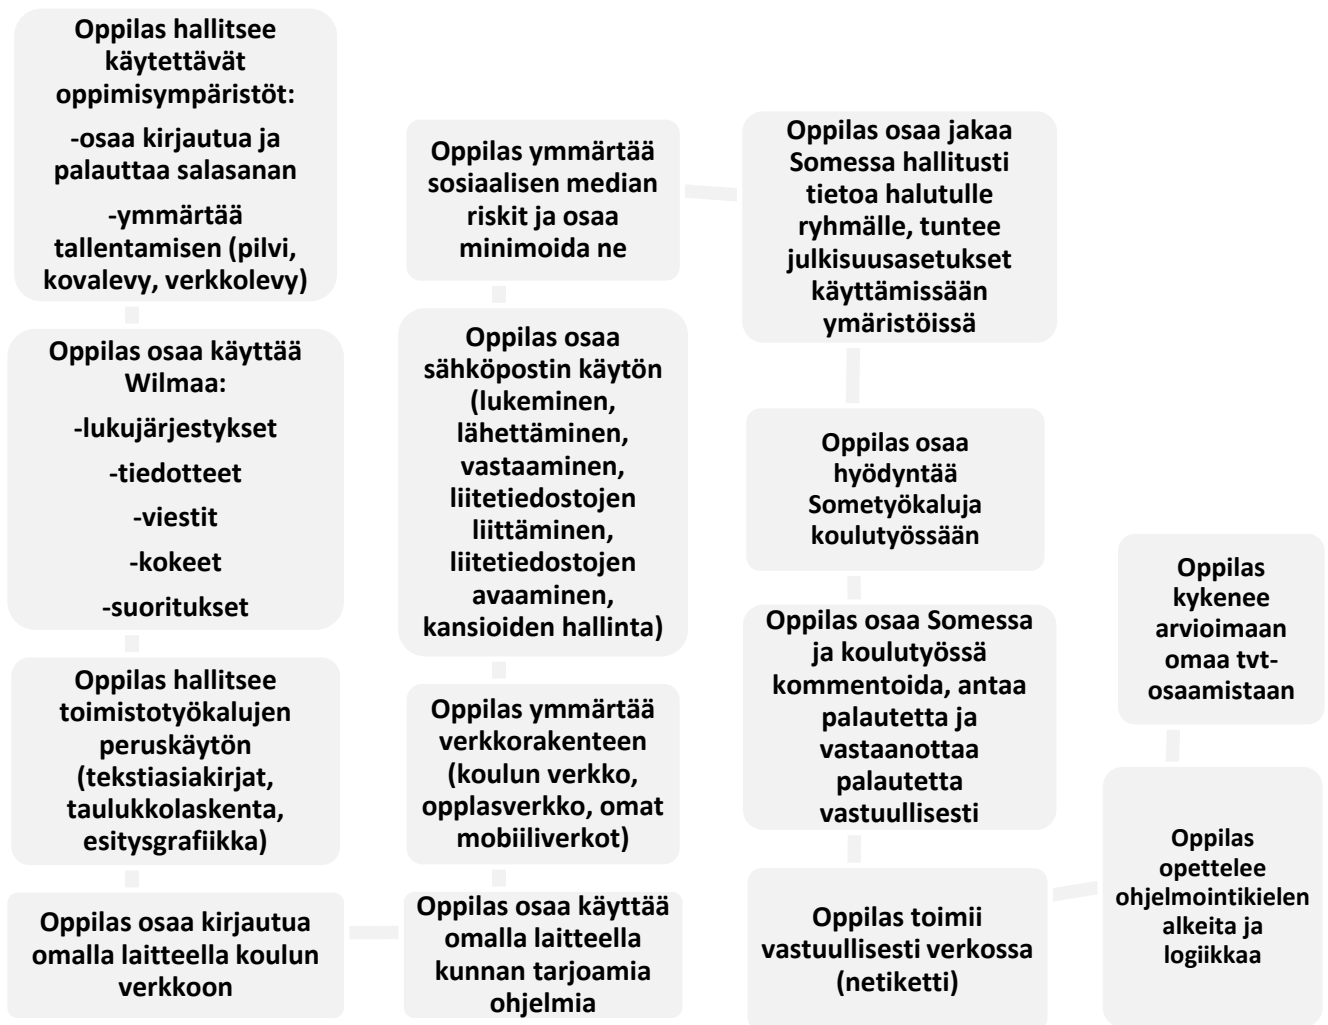 Oppilas hallitsee
käytettävät
oppimisympäristöt:
-osaa kirjautua ja
palauttaa salasanan
-ymmärtää
tallentamisen (pilvi,
kovalevy, verkkolevy)
Oppilas osaa käyttää
Wilmaa:
-lukujärjestykset
-tiedotteet
-viestit
-kokeet
-suoritukset
Oppilas hallitsee
toimistotyökalujen
peruskäytön
(tekstiasiakirjat,
taulukkolaskenta,
esitysgrafiikka)
Oppilas osaa kirjautua
omalla laitteella koulun
verkkoon
Oppilas osaa käyttää
omalla laitteella
kunnan tarjoamia
ohjelmia
Oppilas ymmärtää
verkkorakenteen
(koulun verkko,
opplasverkko, omat
mobiiliverkot)
Oppilas osaa
sähköpostin käytön
(lukeminen,
lähettäminen,
vastaaminen,
liitetiedostojen
liittäminen,
liitetiedostojen
avaaminen,
kansioiden hallinta)
Oppilas ymmärtää
sosiaalisen median
riskit ja osaa
minimoida ne
Oppilas osaa jakaa
Somessa hallitusti
tietoa halutulle
ryhmälle, tuntee
julkisuusasetukset
käyttämissään
ymäristöissä
Oppilas osaa
hyödyntää
Sometyökaluja
koulutyössään
Oppilas osaa Somessa
ja koulutyössä
kommentoida, antaa
palautetta ja
vastaanottaa
palautetta
vastuullisesti
Oppilas toimii
vastuullisesti verkossa
(netiketti)
Oppilas
opettelee
ohjelmointikielen
alkeita ja
logiikkaa
Oppilas
kykenee
arvioimaan
omaa tvt-
osaamistaan